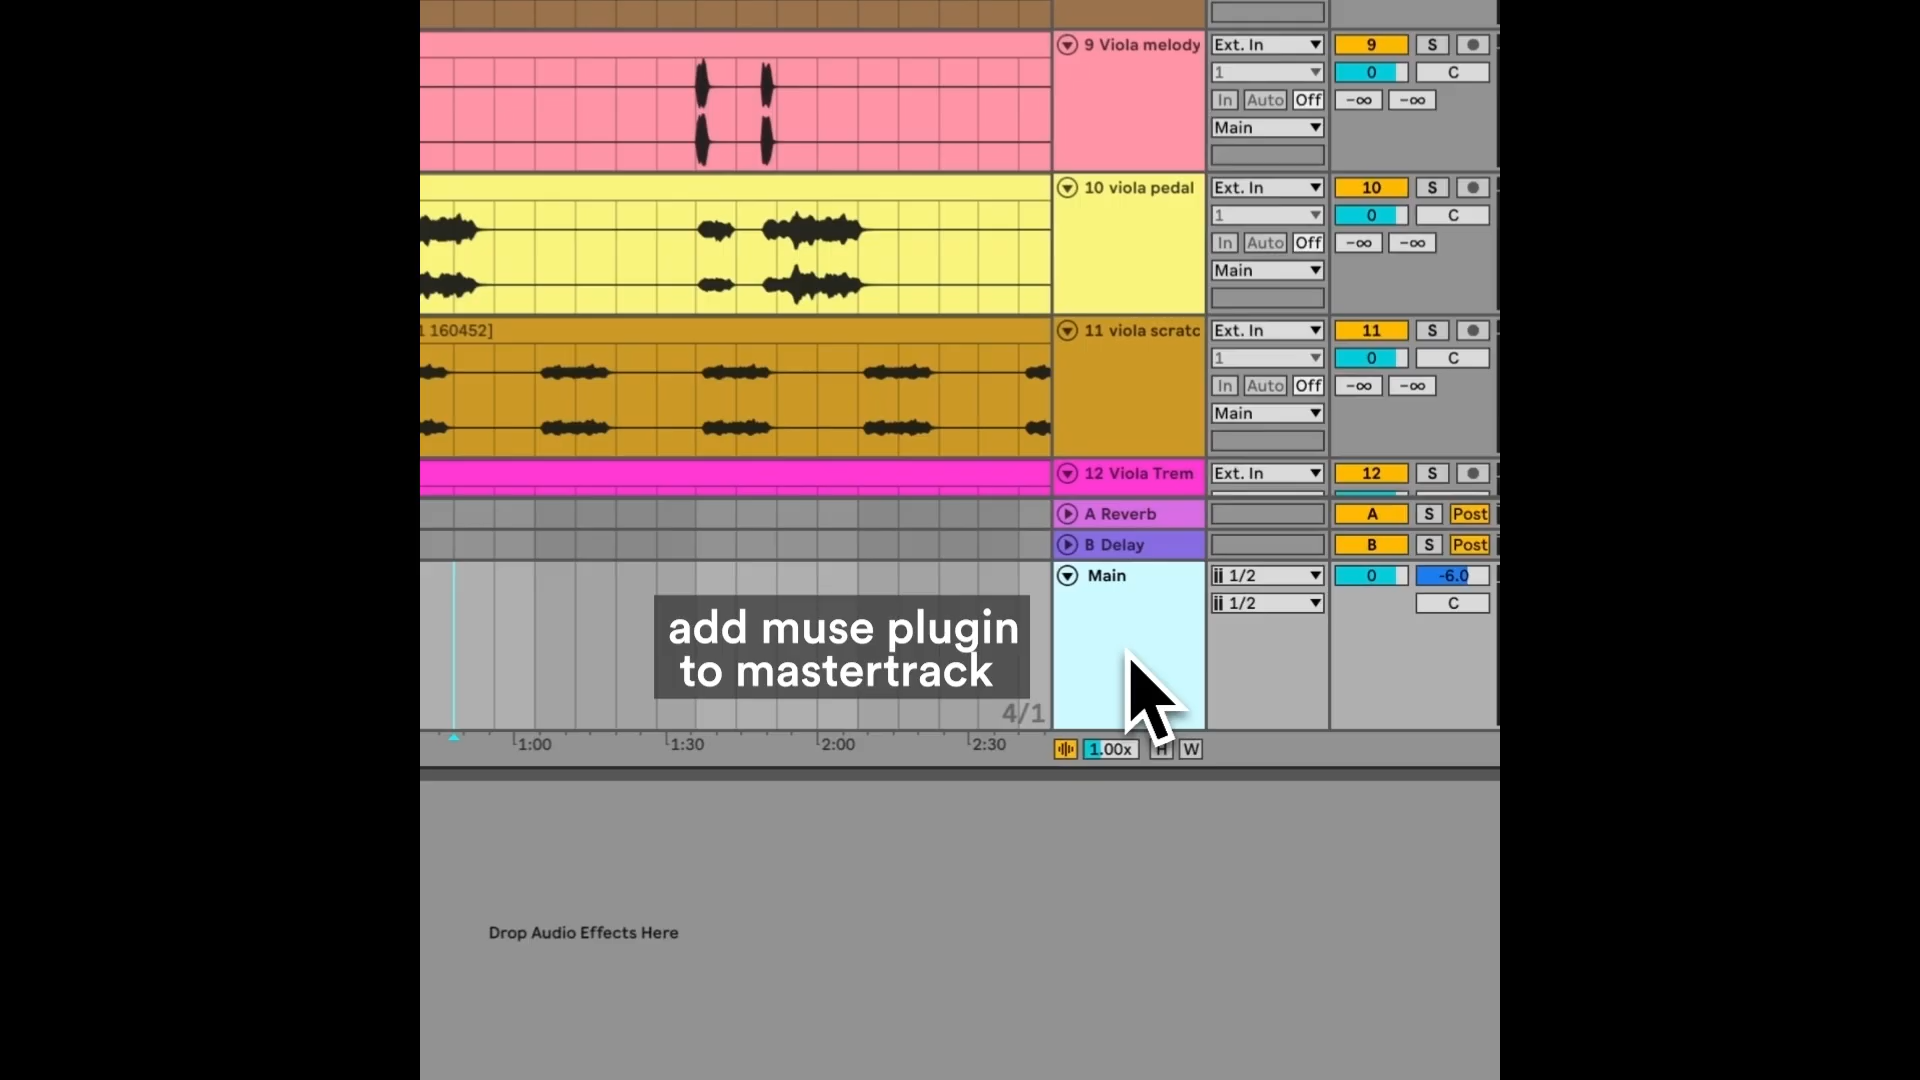 9 Viola melody
Ext. In
9
S
1
0
C
In
Auto
Off
-∞
-∞
Main
10 viola pedal
Ext. In
10
S
1
0
C
In
Auto
Off
-∞
-∞
Main
1 160452]
11 viola scratc
Ext. In
11
S
1
0
C
In
Auto
Off
-∞
-∞
Main
12 Viola Trem
Ext. In
12
S
A Reverb
A
S
Post
B Delay
B
S
Post
Main
1/2
0
-6.0
1/2
C
add muse plugin
to mastertrack
4/1
1:00
1:30
2:00
2:30
1.00x
H
W
Drop Audio Effects Here